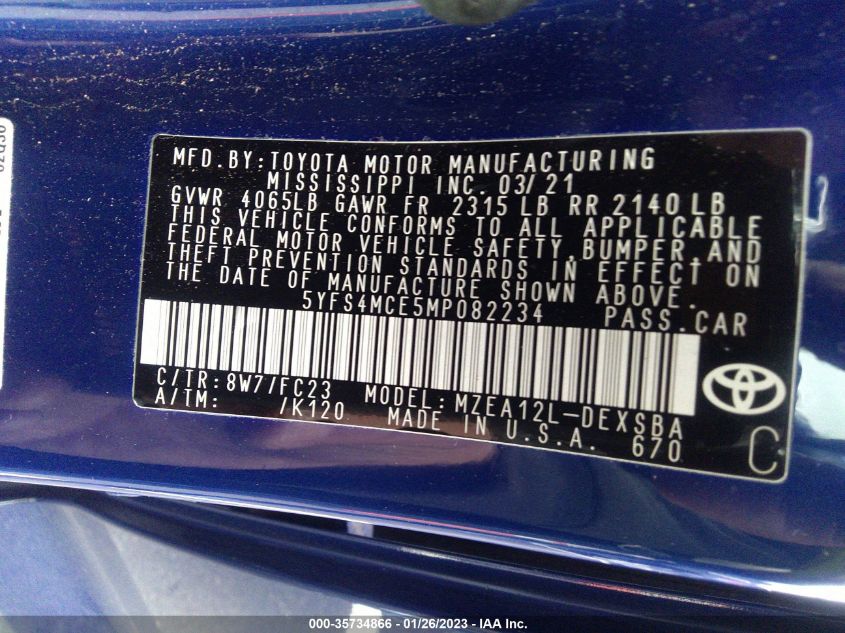 MFD. BY: TOYOTA MOTOR MANUFACTURING
MISSISSIPPI INC. 03/21
GVWR 4065LB GAWR FR 2315 LB RR 2140 LB
THIS VEHICLE CONFORMS TO ALL APPLICABLE
FEDERAL MOTOR VEHICLE SAFETY, BUMPER, AND
THEFT PREVENTION STANDARDS IN EFFECT ON
THE DATE OF MANUFACTURE SHOWN ABOVE.
5YFS4MCE5MP082234 PASS. CAR
C/TR: 8W7/FC23 MODEL: MZEA12L-DEXSBA
A/TM: /K120 MADE IN U.S.A. 670
C
000-35734866 - 01/26/2023 - IAA Inc.